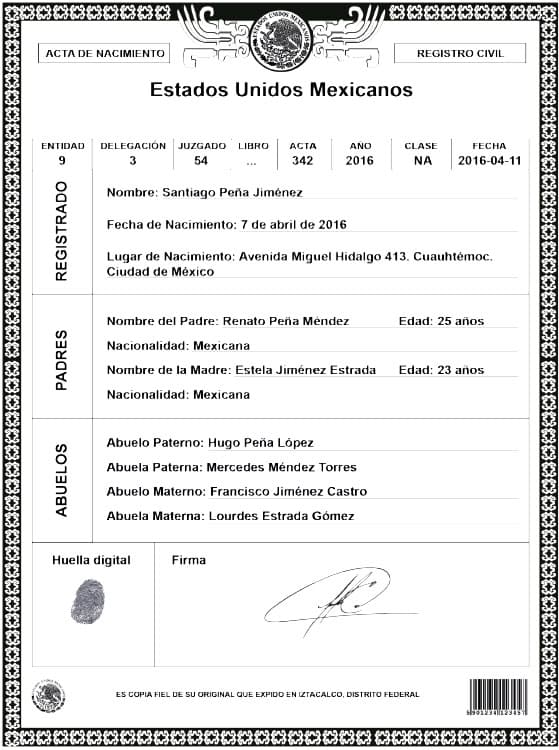 ESTADOS UNIDOS MEXICANOS
ACTA DE NACIMIENTO
REGISTRO CIVIL
Estados Unidos Mexicanos
ENTIDAD DELEGACIÓN JUZGADO LIBRO ACTA AÑO CLASE FECHA
9 3 54 ... 342 2016 NA 2016-04-11
REGISTRADO
Nombre: Santiago Peña Jiménez
Fecha de Nacimiento: 7 de abril de 2016
Lugar de Nacimiento: Avenida Miguel Hidalgo 413. Cuauhtémoc.
Ciudad de México
PADRES
Nombre del Padre: Renato Peña Méndez Edad: 25 años
Nacionalidad: Mexicana
Nombre de la Madre: Estela Jiménez Estrada Edad: 23 años
Nacionalidad: Mexicana
ABUELOS
Abuelo Paterno: Hugo Peña López
Abuela Paterna: Mercedes Méndez Torres
Abuelo Materno: Francisco Jiménez Castro
Abuela Materna: Lourdes Estrada Gómez
Huella digital Firma
ES COPIA FIEL DE SU ORIGINAL QUE EXPIDO EN IZTACALCO, DISTRITO FEDERAL
5901234123457